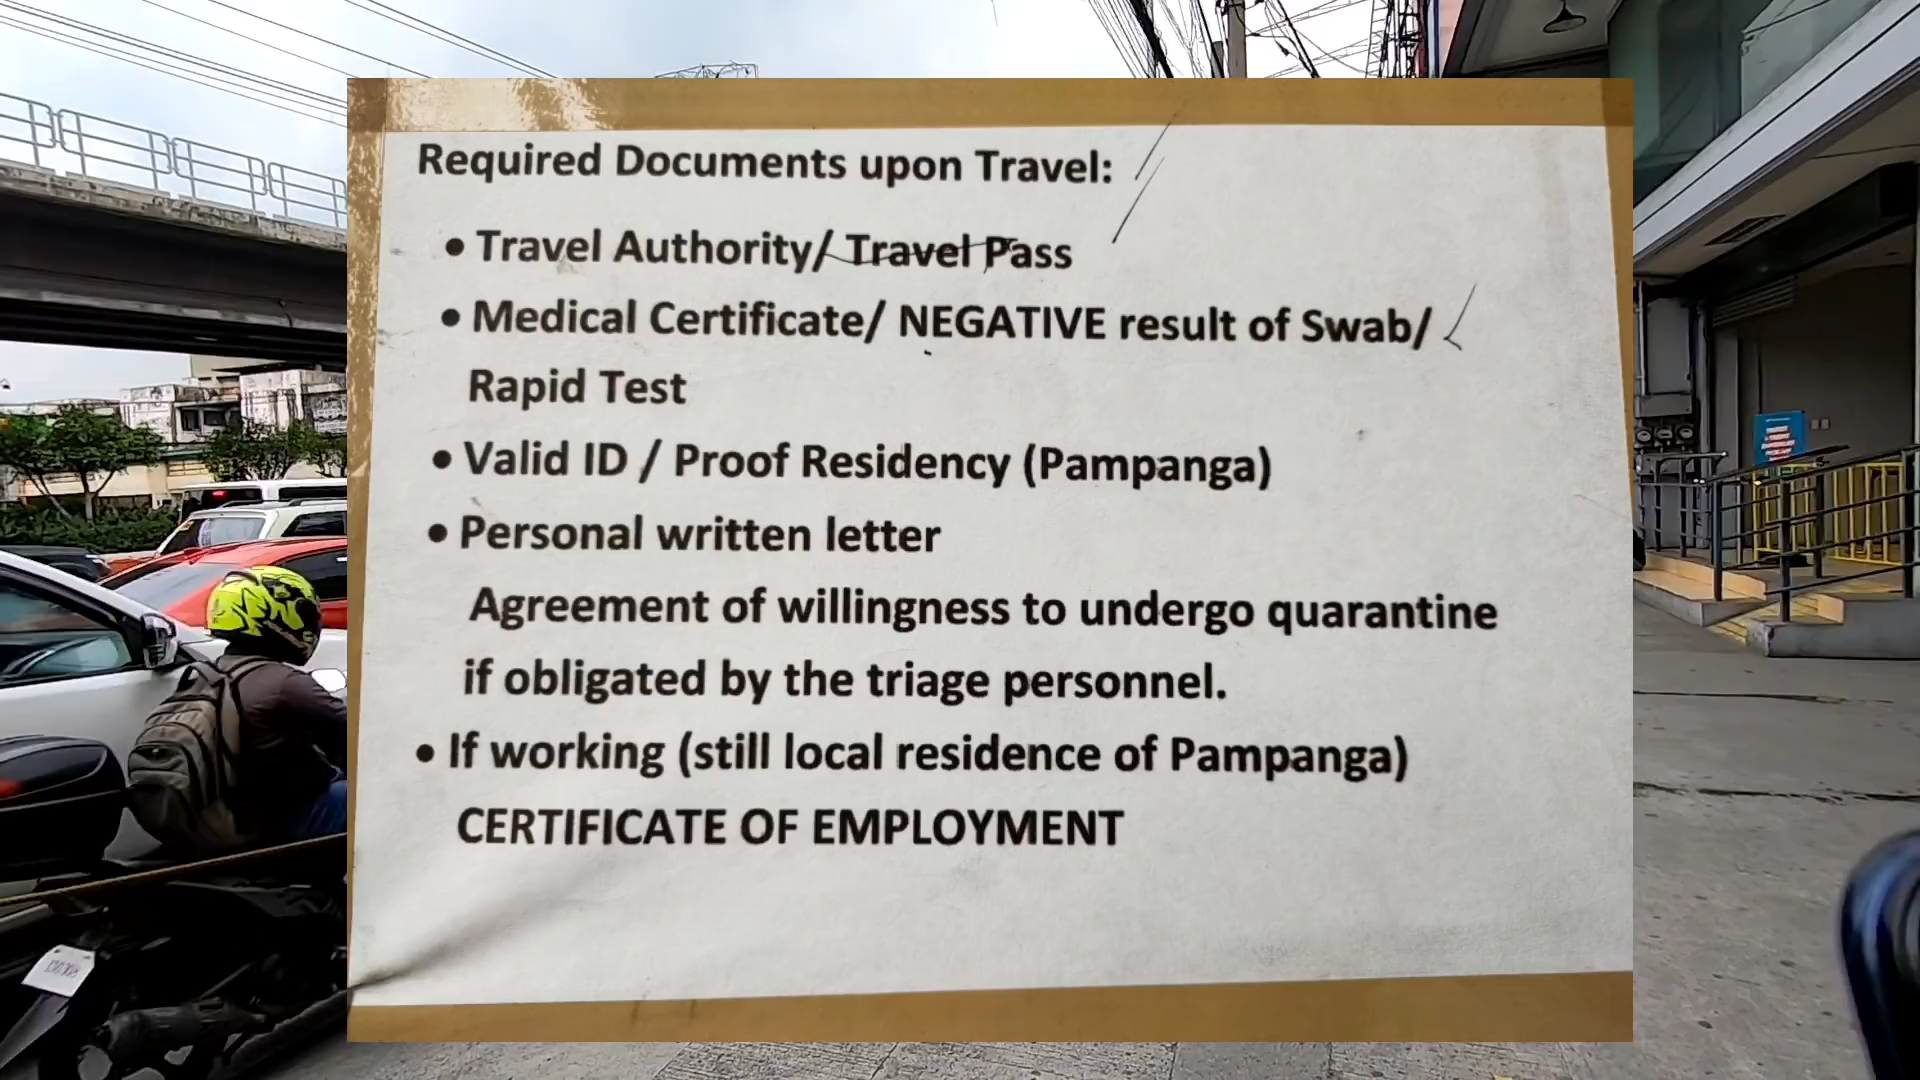 Required Documents upon Travel:
• Travel Authority/ Travel Pass
• Medical Certificate/ NEGATIVE result of Swab/
Rapid Test
• Valid ID / Proof Residency (Pampanga)
• Personal written letter
Agreement of willingness to undergo quarantine
if obligated by the triage personnel.
• If working (still local residence of Pampanga)
CERTIFICATE OF EMPLOYMENT